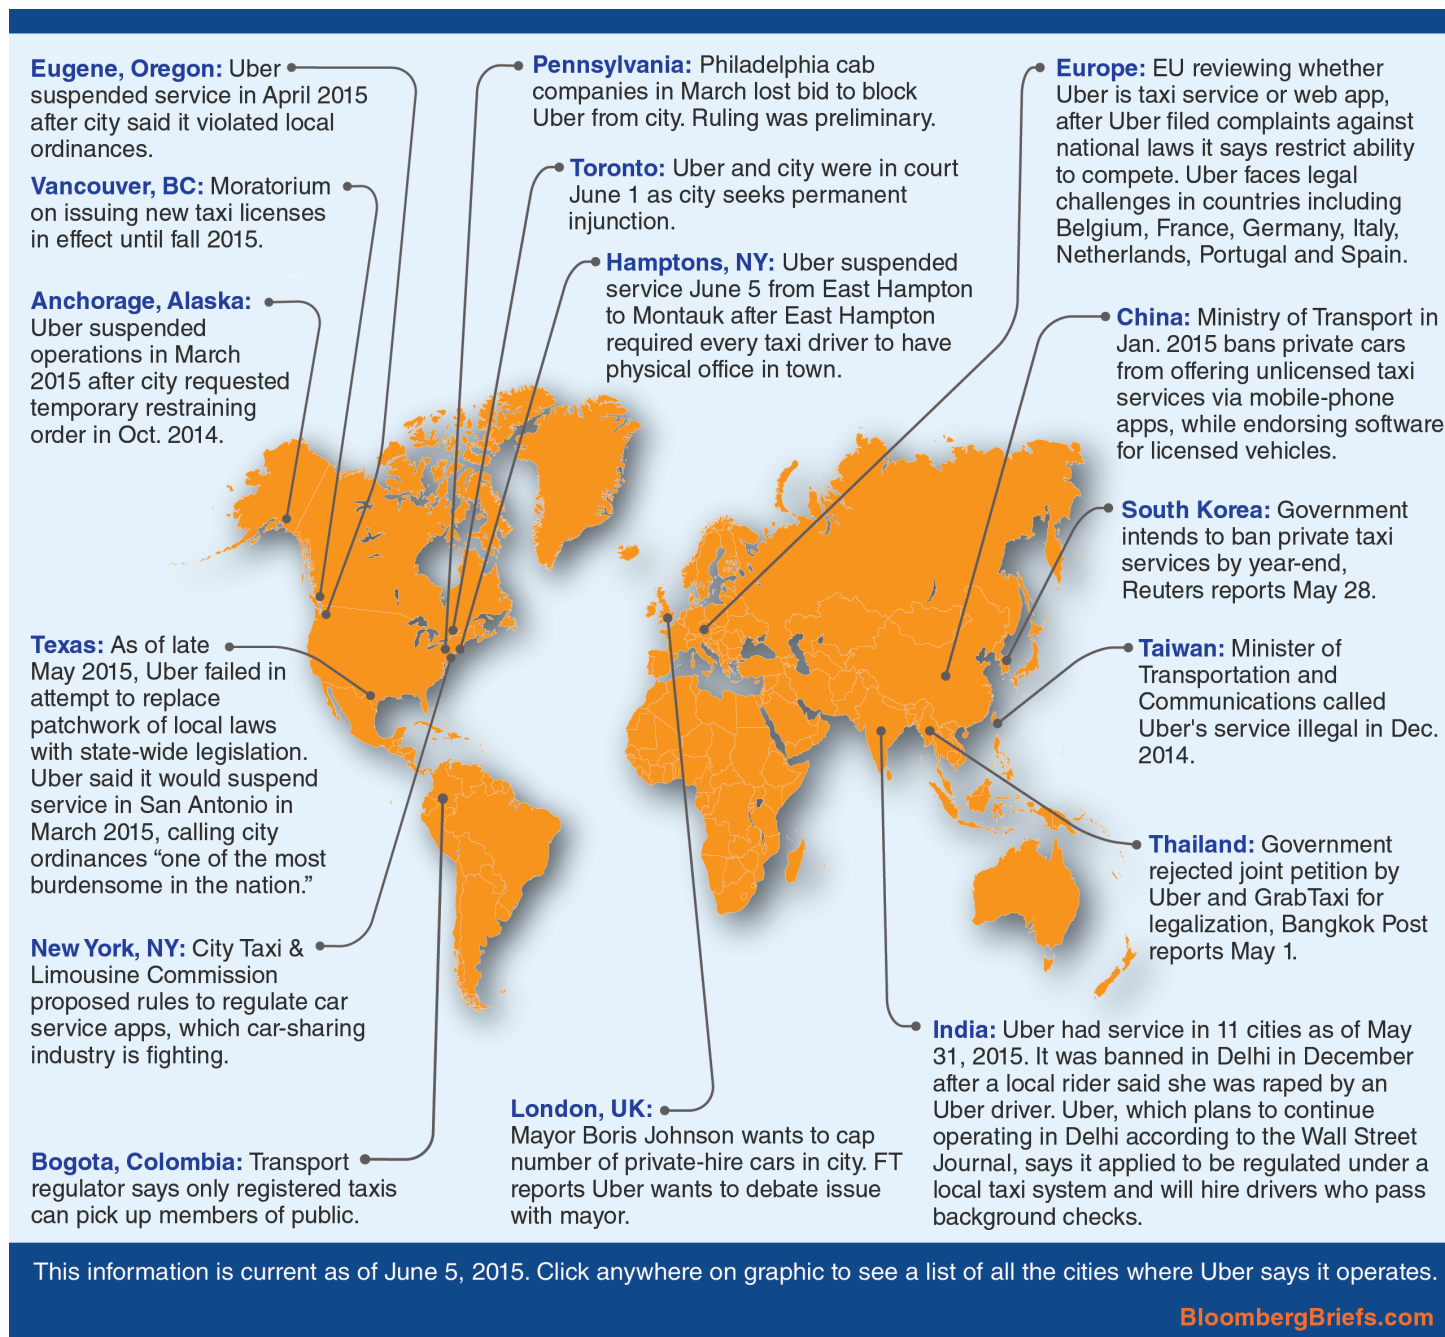 Eugene, Oregon: Uber
suspended service in April 2015
after city said it violated local
ordinances.
Vancouver, BC: Moratorium
on issuing new taxi licenses
in effect until fall 2015.
Anchorage, Alaska:
Uber suspended
operations in March
2015 after city requested
temporary restraining
order in Oct. 2014.
Texas: As of late
May 2015, Uber failed in
attempt to replace
patchwork of local laws
with state-wide legislation.
Uber said it would suspend
service in San Antonio in
March 2015, calling city
ordinances “one of the most
burdensome in the nation.”
New York, NY: City Taxi &
Limousine Commission
proposed rules to regulate car
service apps, which car-sharing
industry is fighting.
Bogota, Colombia: Transport
regulator says only registered taxis
can pick up members of public.
Pennsylvania: Philadelphia cab
companies in March lost bid to block
Uber from city. Ruling was preliminary.
Toronto: Uber and city were in court
June 1 as city seeks permanent
injunction.
Hamptons, NY: Uber suspended
service June 5 from East Hampton
to Montauk after East Hampton
required every taxi driver to have
physical office in town.
London, UK:
Mayor Boris Johnson wants to cap
number of private-hire cars in city. FT
reports Uber wants to debate issue
with mayor.
Europe: EU reviewing whether
Uber is taxi service or web app,
after Uber filed complaints against
national laws it says restrict ability
to compete. Uber faces legal
challenges in countries including
Belgium, France, Germany, Italy,
Netherlands, Portugal and Spain.
China: Ministry of Transport in
Jan. 2015 bans private cars
from offering unlicensed taxi
services via mobile-phone
apps, while endorsing software
for licensed vehicles.
South Korea: Government
intends to ban private taxi
services by year-end,
Reuters reports May 28.
Taiwan: Minister of
Transportation and
Communications called
Uber's service illegal in Dec.
2014.
Thailand: Government
rejected joint petition by
Uber and GrabTaxi for
legalization, Bangkok Post
reports May 1.
India: Uber had service in 11 cities as of May
31, 2015. It was banned in Delhi in December
after a local rider said she was raped by an
Uber driver. Uber, which plans to continue
operating in Delhi according to the Wall Street
Journal, says it applied to be regulated under a
local taxi system and will hire drivers who pass
background checks.
This information is current as of June 5, 2015. Click anywhere on graphic to see a list of all the cities where Uber says it operates.
BloombergBriefs.com